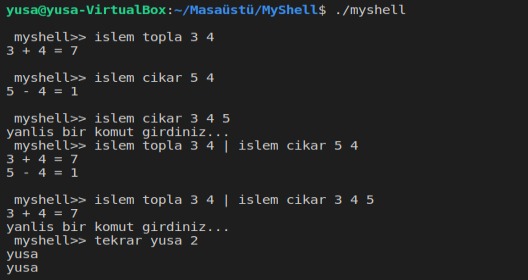 yusa@yusa-VirtualBox:~/Masaüstü/MyShell$ ./myshell
myshell>> islem topla 3 4
3 + 4 = 7
myshell>> islem cikar 5 4
5 - 4 = 1
myshell>> islem cikar 3 4 5
yanlis bir komut girdiniz...
myshell>> islem topla 3 4 | islem cikar 5 4
3 + 4 = 7
5 - 4 = 1
myshell>> islem topla 3 4 | islem cikar 3 4 5
3 + 4 = 7
yanlis bir komut girdiniz...
myshell>> tekrar yusa 2
yusa
yusa